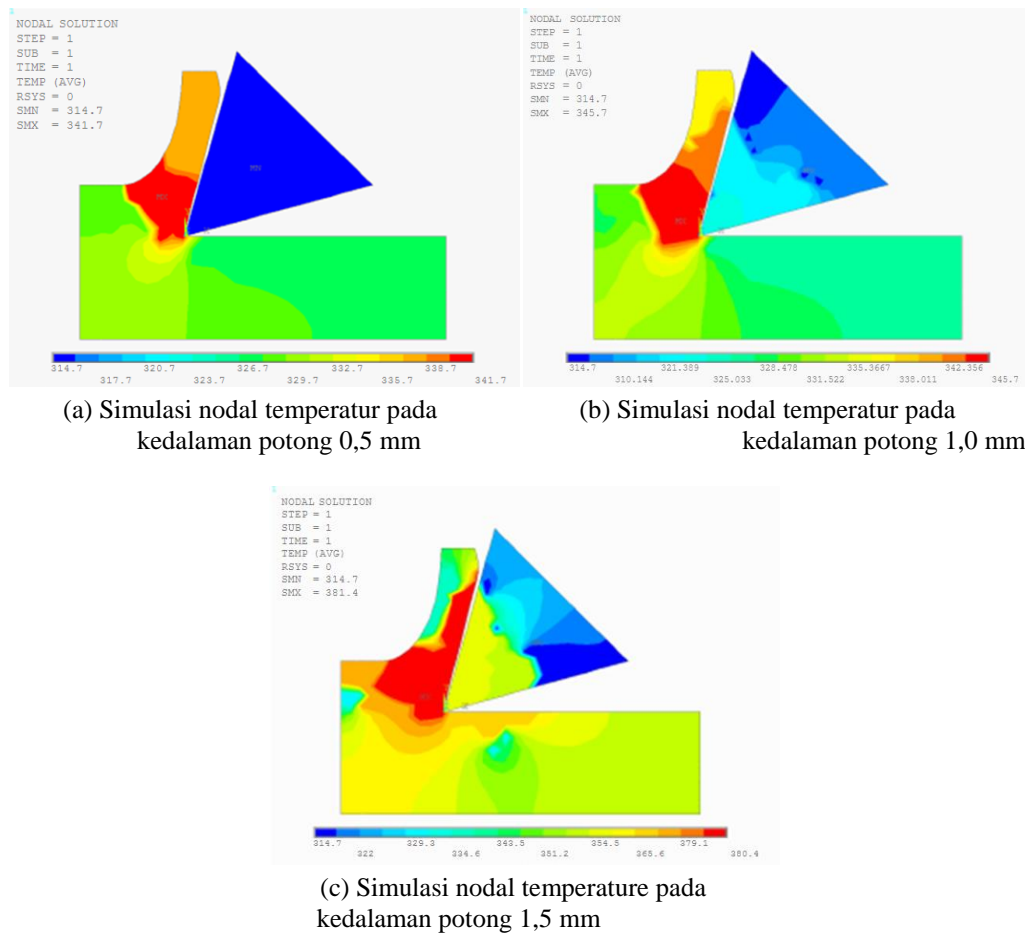 NODAL SOLUTION
STEP = 1
SUB = 1
TIME = 1
TEMP (AVG)
RSYS = 0
SMN = 314.7
SMX = 341.7
MN
MX
314.7 320.7 326.7 332.7 338.7
317.7 323.7 329.7 335.7 341.7
(a) Simulasi nodal temperatur pada
kedalaman potong 0,5 mm
NODAL SOLUTION
STEP = 1
SUB = 1
TIME = 1
TEMP (AVG)
RSYS = 0
SMN = 314.7
SMX = 345.7
MX
314.7 321.389 328.478 335.3667 342.356
310.144 325.033 331.522 338.011 345.7
(b) Simulasi nodal temperatur pada
kedalaman potong 1,0 mm
NODAL SOLUTION
STEP = 1
SUB = 1
TIME = 1
TEMP (AVG)
RSYS = 0
SMN = 314.7
SMX = 381.4
MX
314.7 329.3 343.5 354.5 379.1
322 334.6 351.2 365.6 380.4
(c) Simulasi nodal temperature pada
kedalaman potong 1,5 mm